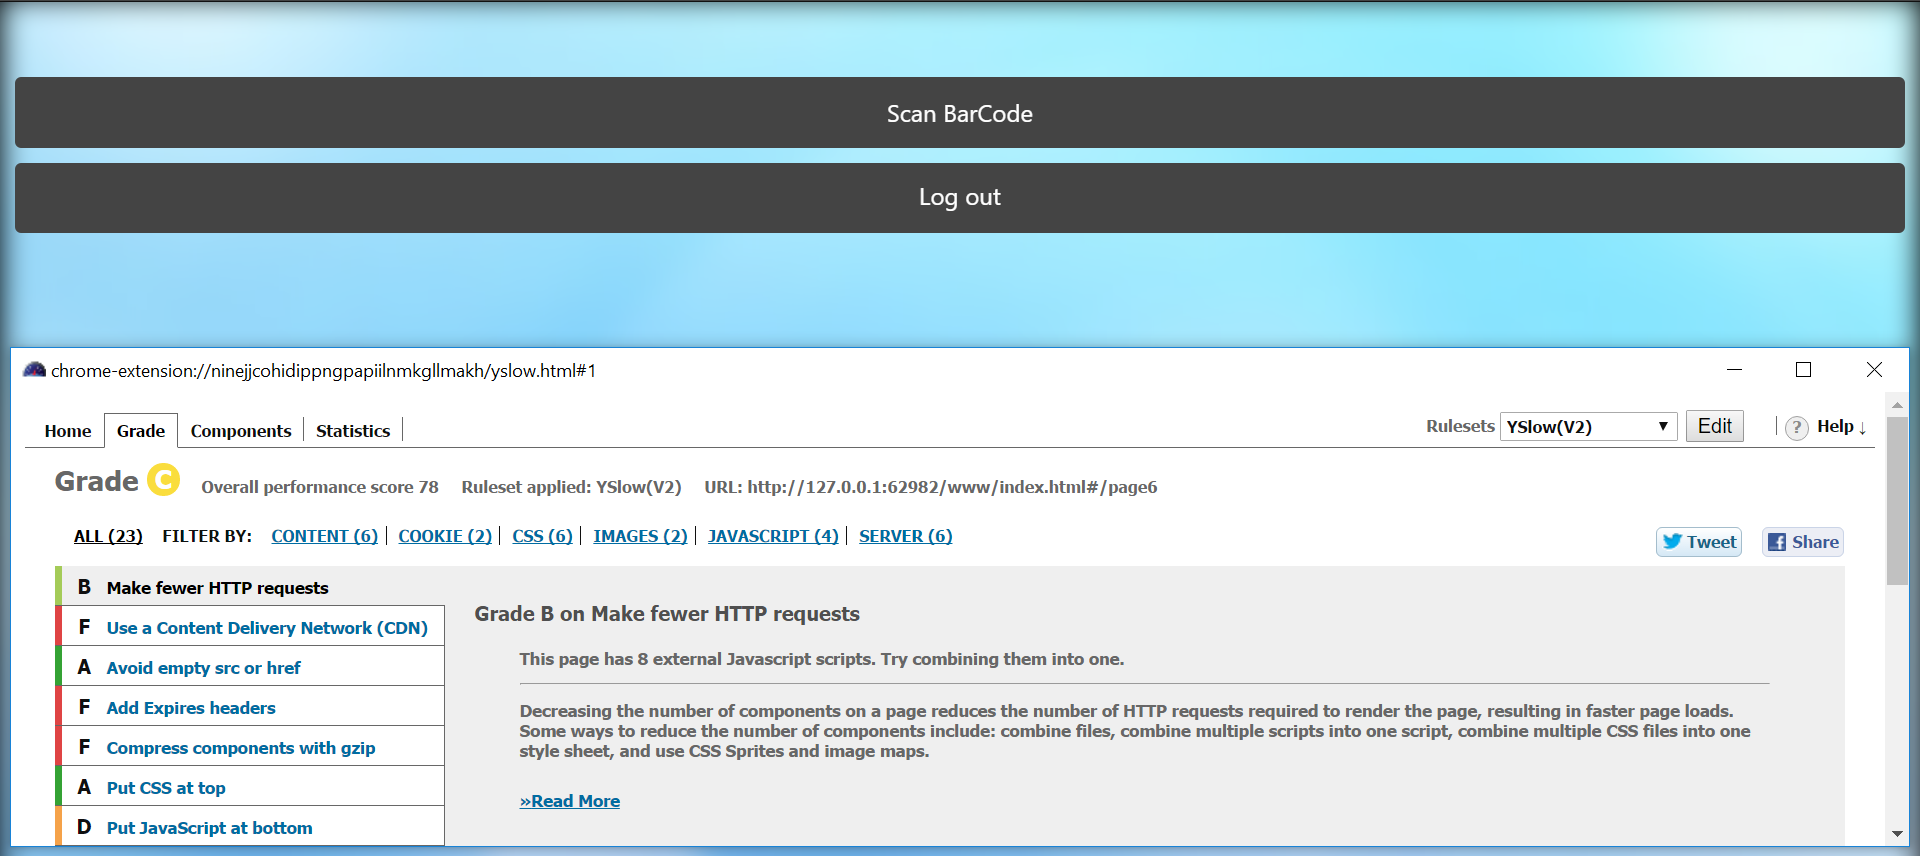 Scan BarCode
Log out
chrome-extension://ninejjcohidippngpapiilnmkgllmakh/yslow.html#1
Home Grade Components Statistics Rulesets YSlow(V2) Edit ? Help ↓
Grade C Overall performance score 78 Ruleset applied: YSlow(V2) URL: http://127.0.0.1:62982/www/index.html#/page6
ALL (23) FILTER BY: CONTENT (6) COOKIE (2) CSS (6) IMAGES (2) JAVASCRIPT (4) SERVER (6)
Tweet Share
B Make fewer HTTP requests
F Use a Content Delivery Network (CDN)
A Avoid empty src or href
F Add Expires headers
F Compress components with gzip
A Put CSS at top
D Put JavaScript at bottom
Grade B on Make fewer HTTP requests
This page has 8 external Javascript scripts. Try combining them into one.
Decreasing the number of components on a page reduces the number of HTTP requests required to render the page, resulting in faster page loads.
Some ways to reduce the number of components include: combine files, combine multiple scripts into one script, combine multiple CSS files into one
style sheet, and use CSS Sprites and image maps.
»Read More